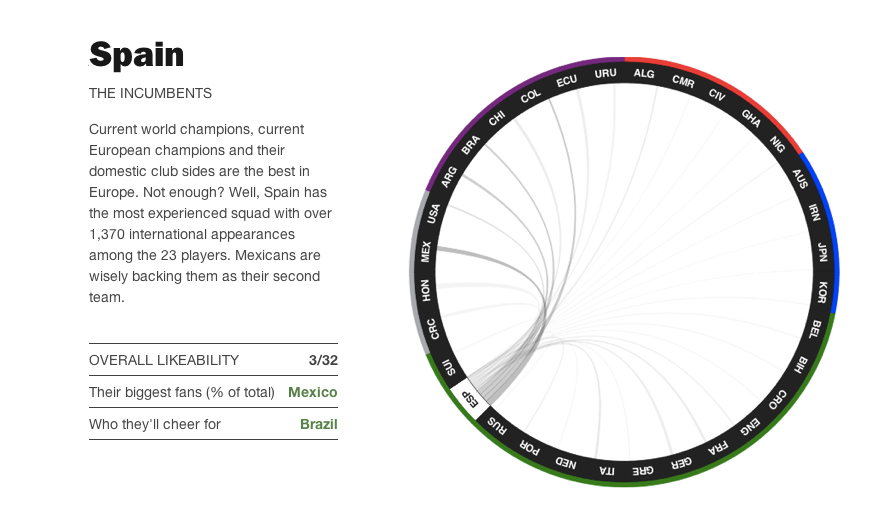 Spain
THE INCUMBENTS
Current world champions, current
European champions and their
domestic club sides are the best in
Europe. Not enough? Well, Spain has
the most experienced squad with over
1,370 international appearances
among the 23 players. Mexicans are
wisely backing them as their second
team.
OVERALL LIKEABILITY 3/32
Their biggest fans (% of total) Mexico
Who they'll cheer for Brazil
ALG
CMR
CIV
GHA
NIG
AUS
IRN
JPN
KOR
BEL
BIH
CRO
ENG
FRA
GER
GRE
ITA
NED
POR
RUS
ESP
SUI
CRC
HON
MEX
USA
ARG
BRA
CHI
COL
ECU
URU